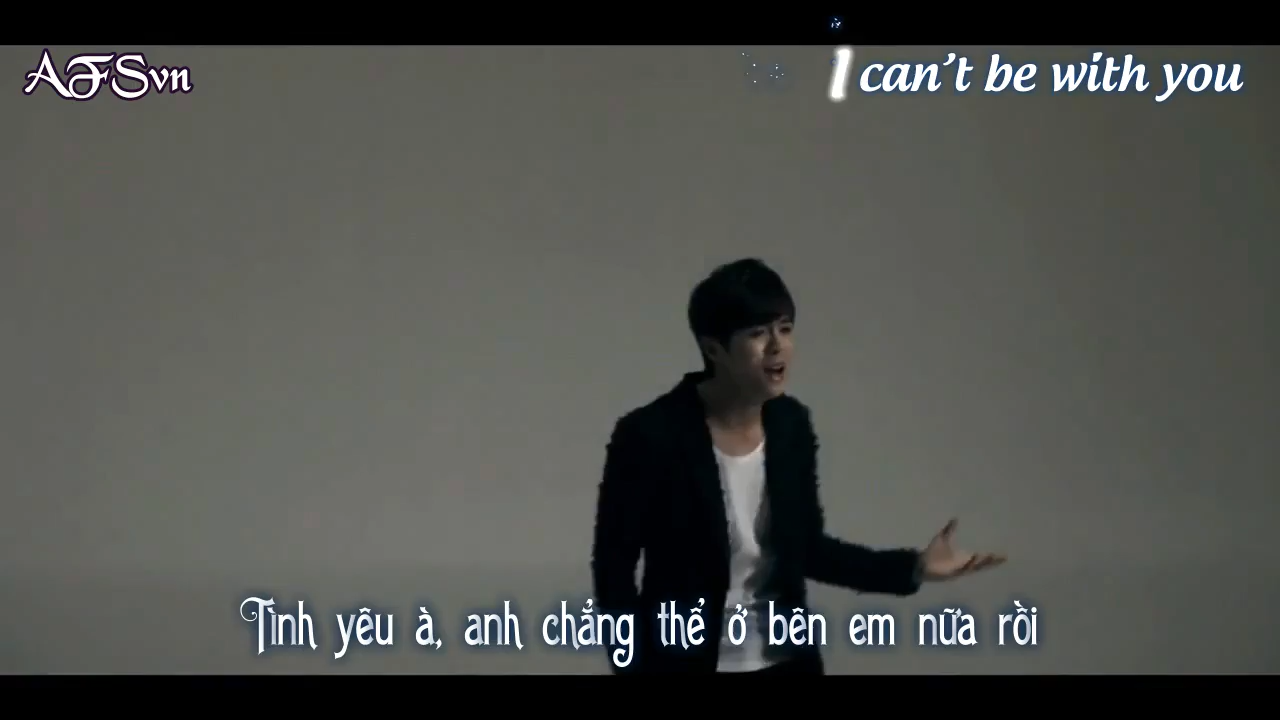 AFSvn
I can't be with you
Tình yêu à, anh chẳng thể ở bên em nữa rồi